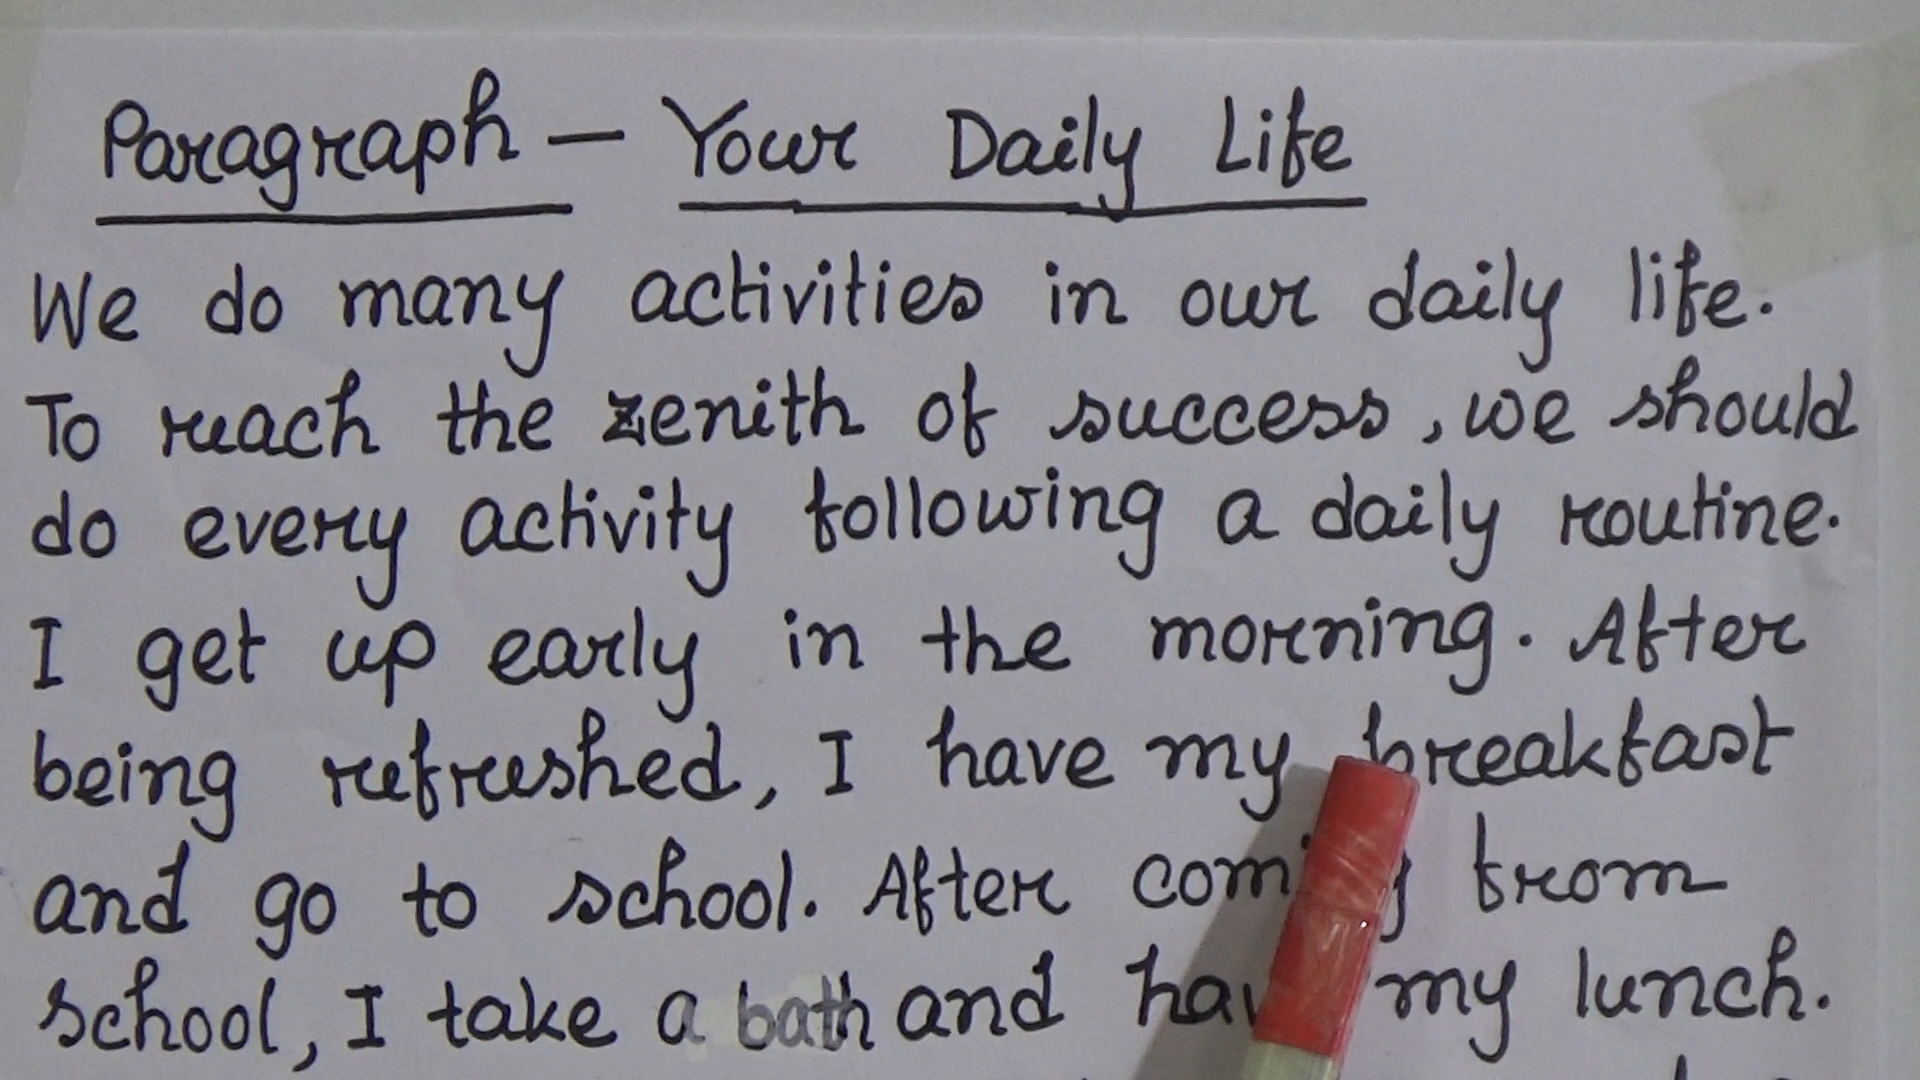 Paragraph – Your Daily Life
We do many activities in our daily life.
To reach the zenith of success, we should
do every activity following a daily routine.
I get up early in the morning. After
being refreshed, I have my breakfast
and go to school. After coming from
school, I take a bath and have my lunch.